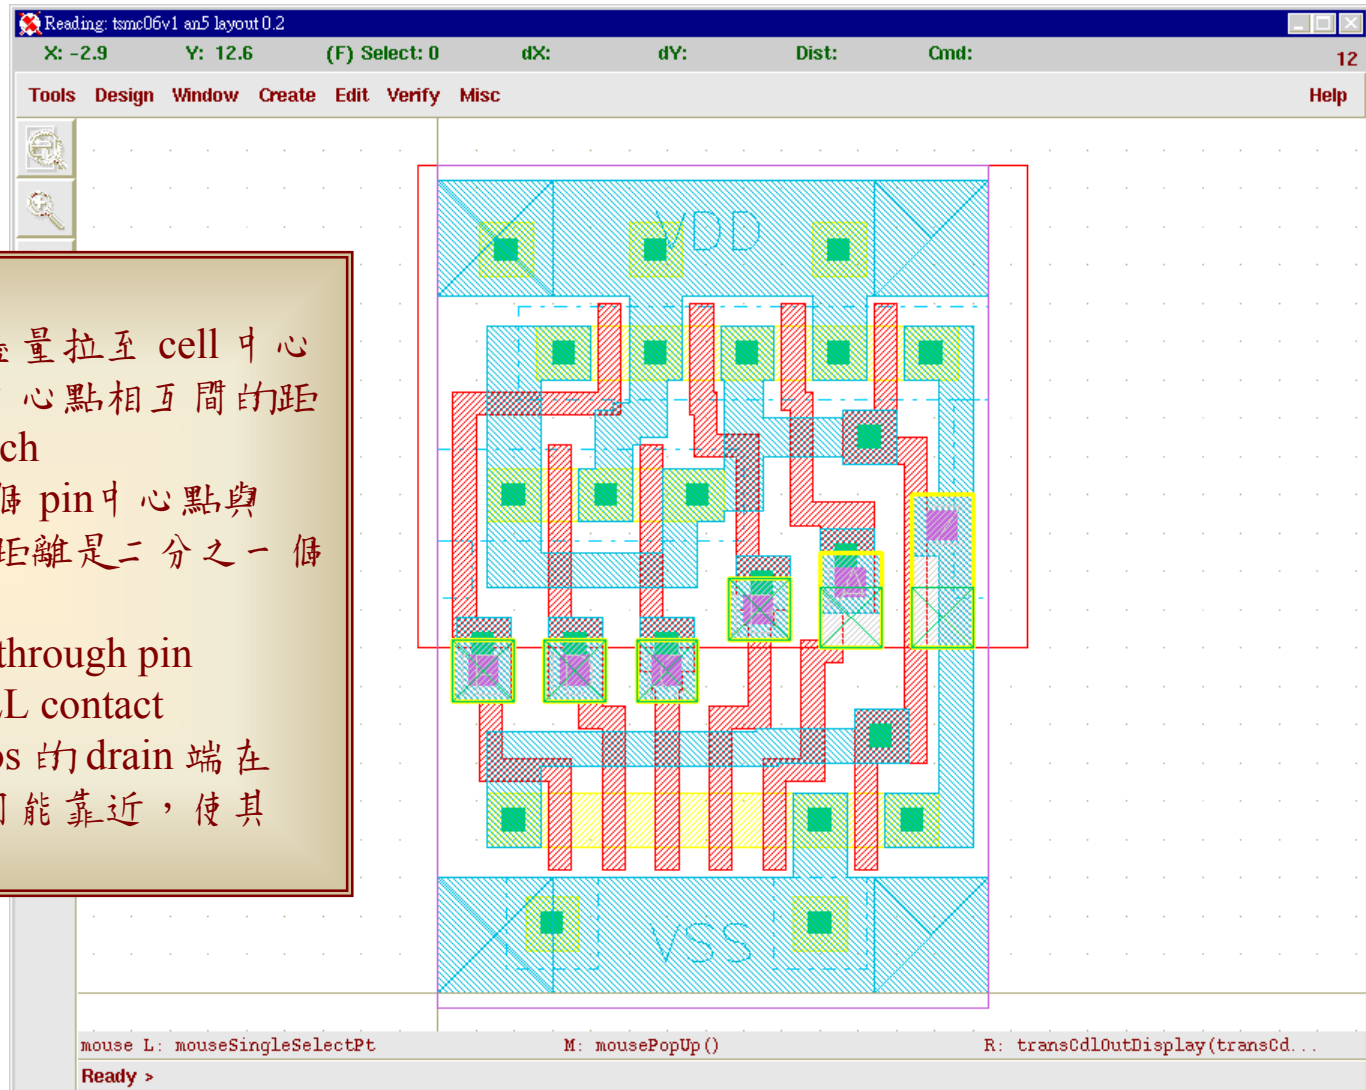 Reading: tsmc06v1 an5 layout 0.2
X: -2.9 Y: 12.6 (F) Select: 0 dX: dY: Dist: Cmd:
12
Tools Design Window Create Edit Verify Misc Help
VDD
量拉至 cell 中心
心點相互間的距
ch
個 pin中心點與
距離是二分之一個
through pin
LL contact
os 的 drain 端在
可能靠近，使其
VSS
mouse L: mouseSingleSelectPt M: mousePopUp() R: transCdlOutDisplay(transCd...
Ready >